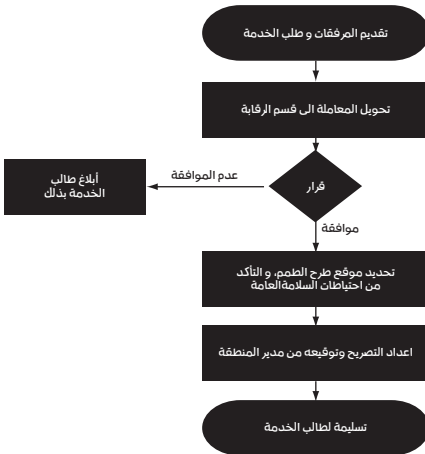 تقديم المرفقات و طلب الخدمة
تحويل المعاملة الى قسم الرقابة
قرار
عدم الموافقة
أبلاغ طالب
الخدمة بذلك
موافقة
تحديد موقع طرح الطمم، و التأكد
من احتياطات السلامةالعامة
اعداد التصريح وتوقيعه من مدير المنطقة
تسليمة لطالب الخدمة